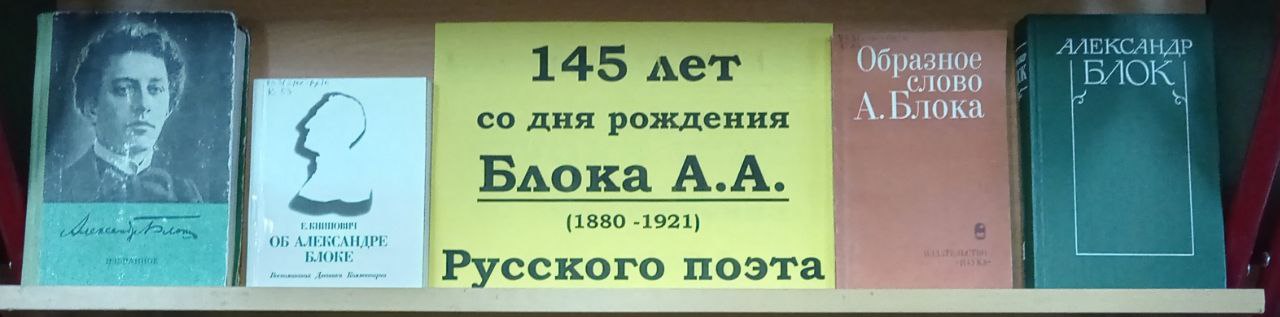 Александр Блок
ИЗБРАННОЕ
Е. КНИПОВИЧ
ОБ АЛЕКСАНДРЕ
БЛОКЕ
Воспоминания Дневники Комментарии
145 лет
со дня рождения
Блока А.А.
(1880 -1921)
Русского поэта
Образное
слово
А. Блока
ИЗДАТЕЛЬСТВО
«НАУКА»
АЛЕКСАНДР
БЛОК